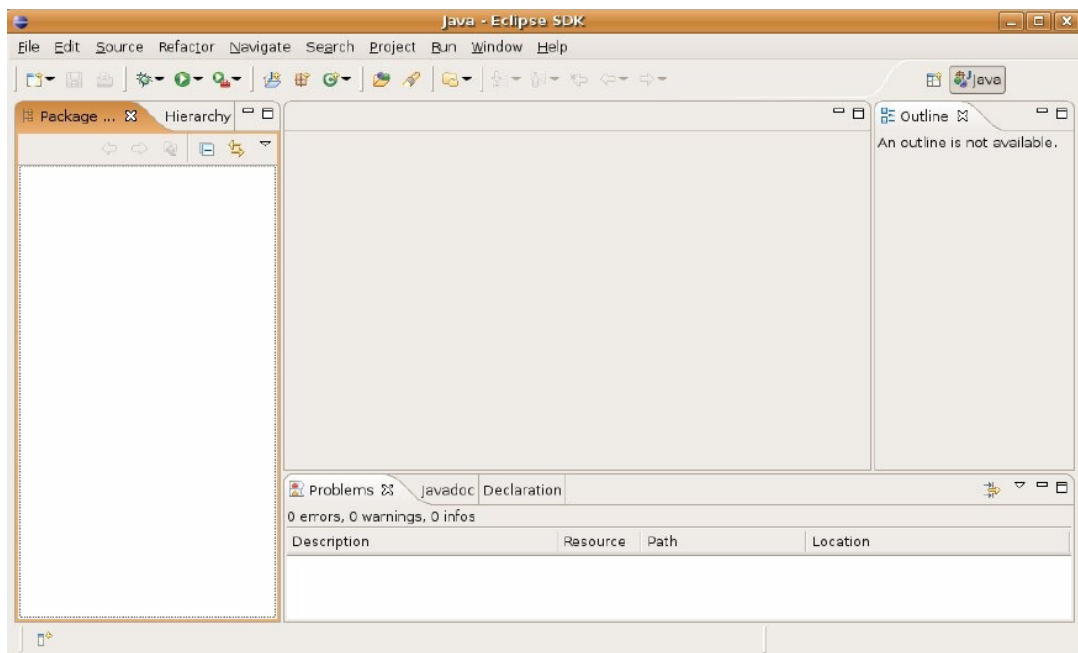 Java - Eclipse SDK
File Edit Source Refactor Navigate Search Project Run Window Help
Java
Package ... Hierarchy
Outline
An outline is not available.
Problems Javadoc Declaration
0 errors, 0 warnings, 0 infos
Description Resource Path Location